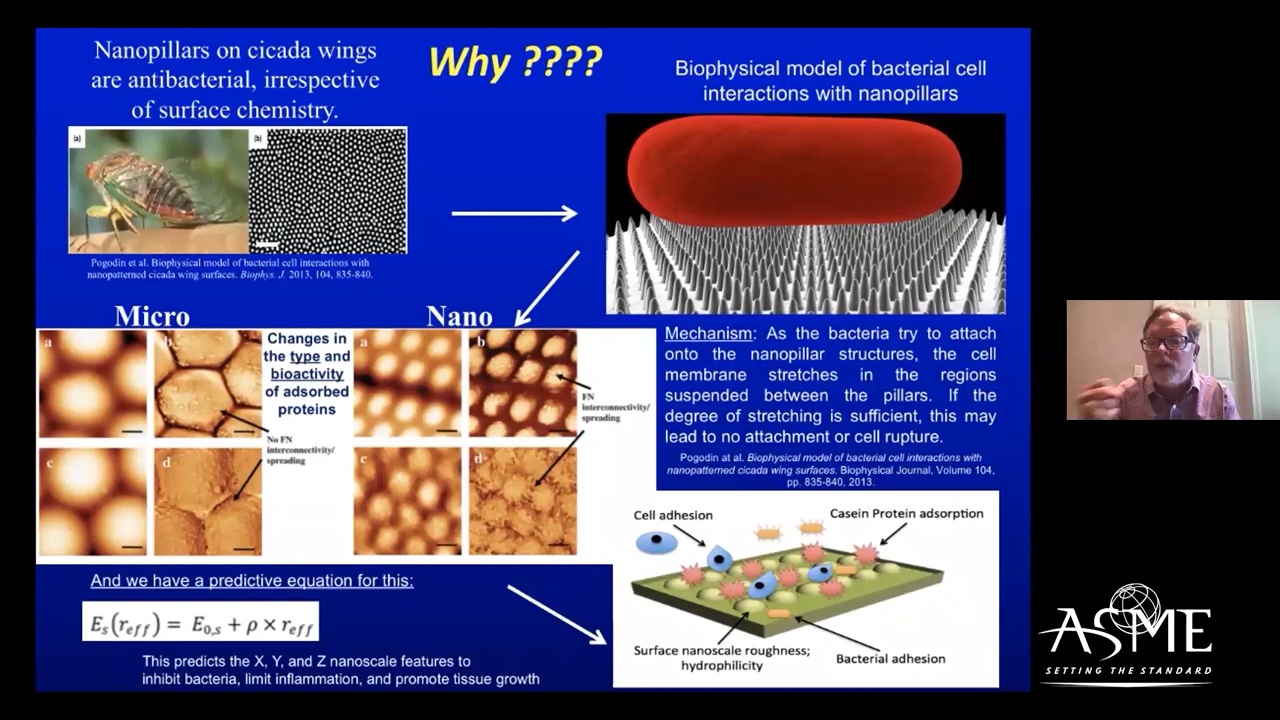 Nanopillars on cicada wings
are antibacterial, irrespective
of surface chemistry.
Why ????
Biophysical model of bacterial cell
interactions with nanopillars
(a)
(b)
Pogodin et al. Biophysical model of bacterial cell interactions with
nanopatterned cicada wing surfaces. Biophys. J. 2013, 104, 835-840.
Micro
Nano
a
b
c
d
Changes in
the type and
bioactivity
of adsorbed
proteins
No FN
interconnectivity/
spreading
a
b
c
d
FN
interconnectivity/
spreading
Mechanism: As the bacteria try to attach
onto the nanopillar structures, the cell
membrane stretches in the regions
suspended between the pillars. If the
degree of stretching is sufficient, this may
lead to no attachment or cell rupture.
Pogodin at al. Biophysical model of bacterial cell interactions with
nanopatterned cicada wing surfaces. Biophysical Journal, Volume 104,
pp. 835-840, 2013.
And we have a predictive equation for this:
E_s(r_eff) = E_0,s + ρ × r_eff
This predicts the X, Y, and Z nanoscale features to
inhibit bacteria, limit inflammation, and promote tissue growth
Cell adhesion
Casein Protein adsorption
Surface nanoscale roughness;
hydrophilicity
Bacterial adhesion
ASME
SETTING THE STANDARD